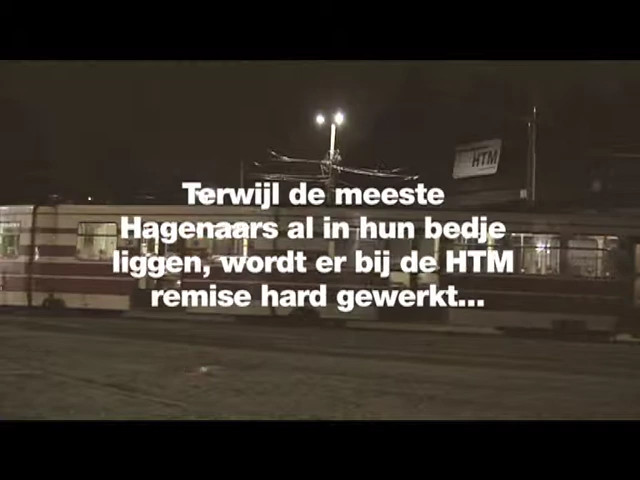 HTM
Terwijl de meeste
Hagenaars al in hun bedje
liggen, wordt er bij de HTM
remise hard gewerkt...